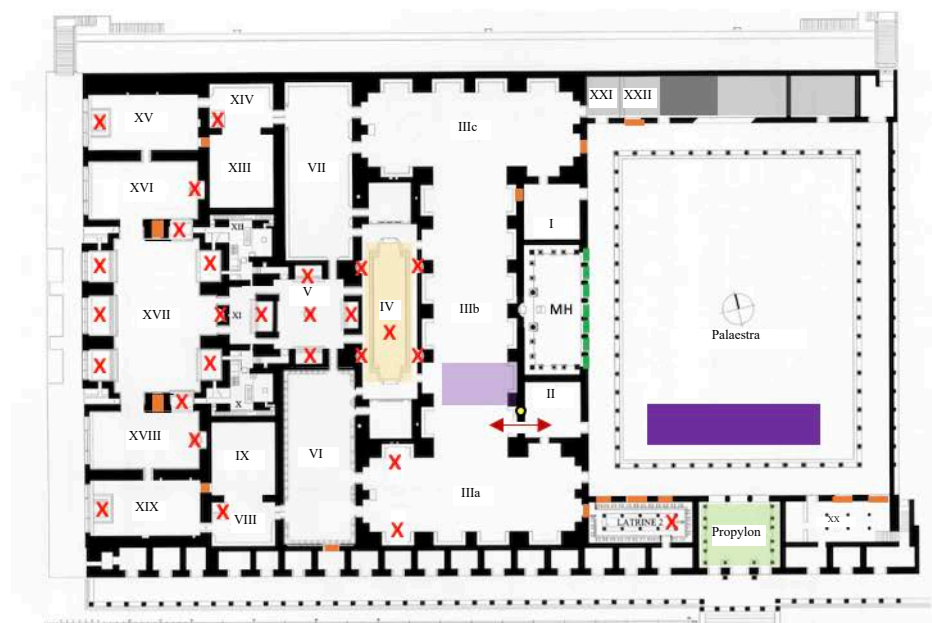 XIV
XXI XXII
XV
IIIc
XIII
VII
XVI
I
XII
V
IV
IIIb
MH
XVII
XI
Palaestra
II
X
XVIII
IX
VI
IIIa
XIX
VIII
LATRINE 2
XX
Propylon